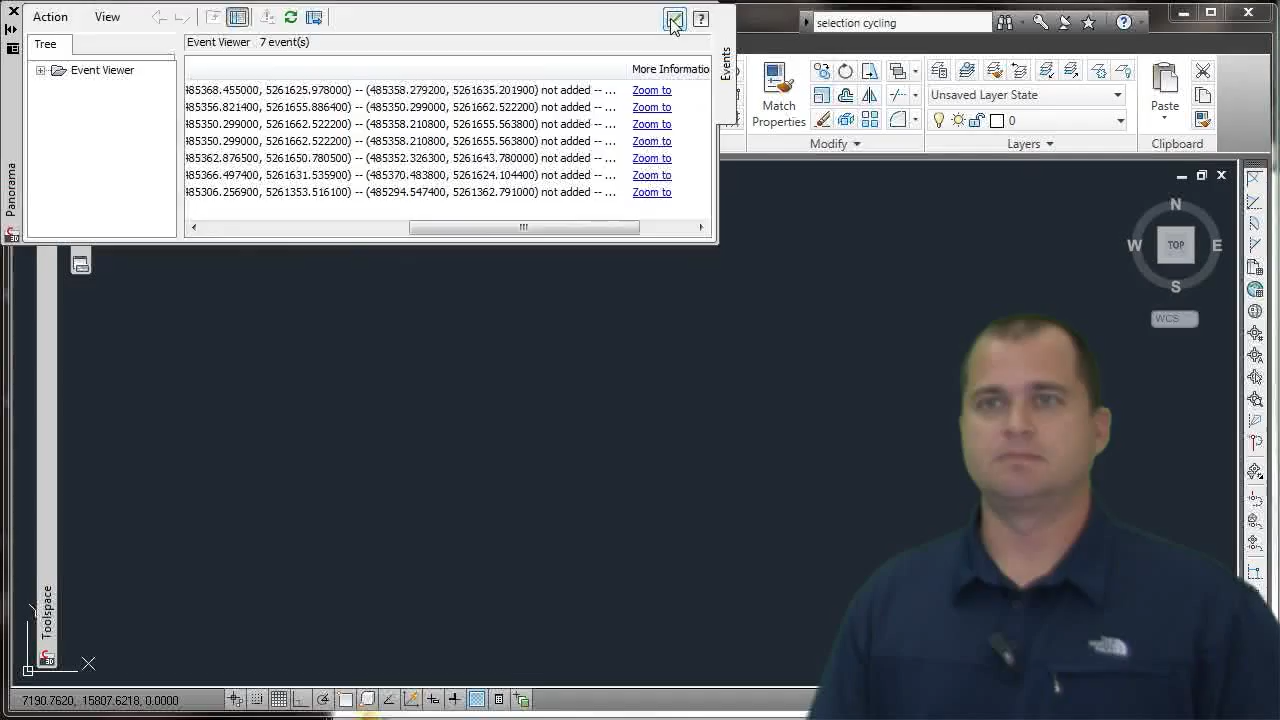 Action View
selection cycling
Tree
Event Viewer 7 event(s)
Event Viewer
More Informatio
485366.455000, 5261625.978000) -- (485358.279200, 5261635.201900) not added -- ... Zoom to
485350.821400, 5261655.886400) -- (485350.299000, 5261662.522200) not added -- ... Zoom to
485350.299000, 5261662.522200) -- (485358.210800, 5261655.563800) not added -- ... Zoom to
485350.299000, 5261662.522200) -- (485358.210800, 5261655.563800) not added -- ... Zoom to
485362.876500, 5261650.780500) -- (485352.326300, 5261643.780000) not added -- ... Zoom to
485366.497400, 5261631.535900) -- (485370.483800, 5261624.104400) not added -- ... Zoom to
485306.256900, 5261353.516100) -- (485294.547400, 5261362.791000) not added -- ... Zoom to
Events
Panorama
Match
Properties
Modify
Unsaved Layer State
0
Layers
Paste
Clipboard
N
W TOP E
S
WCS
Toolspace
THE NORTH FACE
7190.7620, 15807.6218, 0.0000